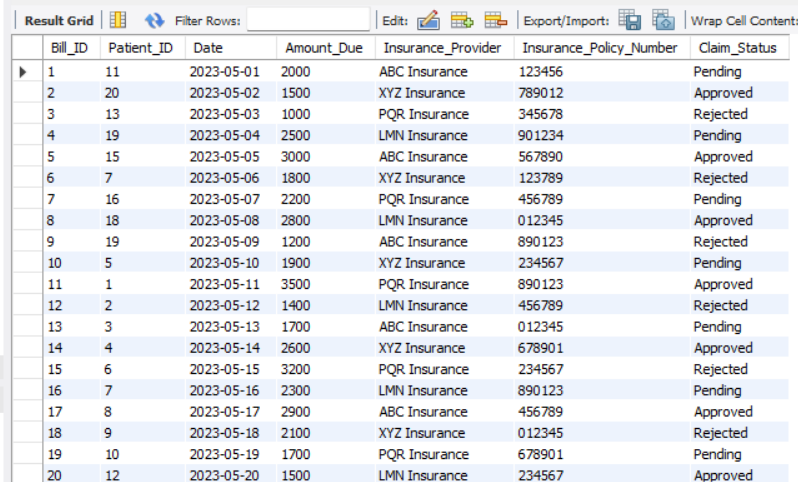 Result Grid Filter Rows: Edit: Export/Import: Wrap Cell Content:
Bill_ID Patient_ID Date Amount_Due Insurance_Provider Insurance_Policy_Number Claim_Status
1 11 2023-05-01 2000 ABC Insurance 123456 Pending
2 20 2023-05-02 1500 XYZ Insurance 789012 Approved
3 13 2023-05-03 1000 PQR Insurance 345678 Rejected
4 19 2023-05-04 2500 LMN Insurance 901234 Pending
5 15 2023-05-05 3000 ABC Insurance 567890 Approved
6 7 2023-05-06 1800 XYZ Insurance 123789 Rejected
7 16 2023-05-07 2200 PQR Insurance 456789 Pending
8 18 2023-05-08 2800 LMN Insurance 012345 Approved
9 19 2023-05-09 1200 ABC Insurance 890123 Rejected
10 5 2023-05-10 1900 XYZ Insurance 234567 Pending
11 1 2023-05-11 3500 PQR Insurance 890123 Approved
12 2 2023-05-12 1400 LMN Insurance 456789 Rejected
13 3 2023-05-13 1700 ABC Insurance 012345 Pending
14 4 2023-05-14 2600 XYZ Insurance 678901 Approved
15 6 2023-05-15 3200 PQR Insurance 234567 Rejected
16 7 2023-05-16 2300 LMN Insurance 890123 Pending
17 8 2023-05-17 2900 ABC Insurance 456789 Approved
18 9 2023-05-18 2100 XYZ Insurance 012345 Rejected
19 10 2023-05-19 1700 PQR Insurance 678901 Pending
20 12 2023-05-20 1500 LMN Insurance 234567 Approved